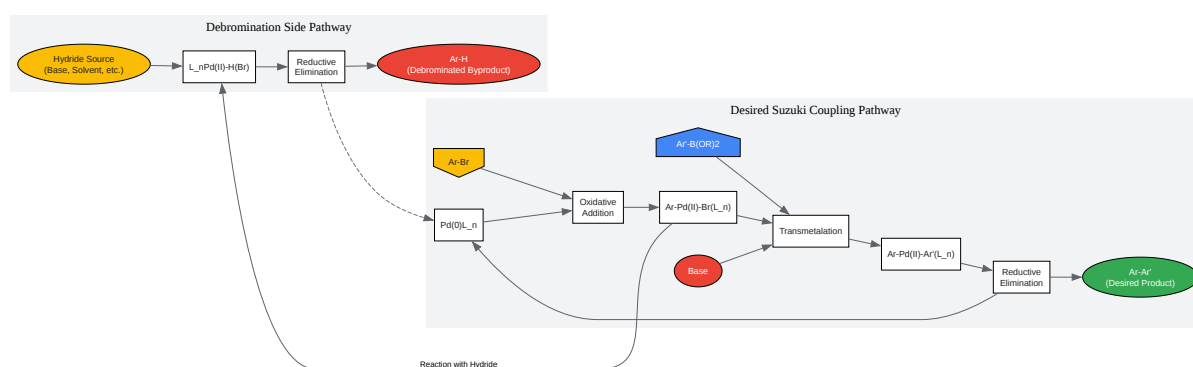 Debromination Side Pathway
Hydride Source
(Base, Solvent, etc.)
L_nPd(II)-H(Br)
Reductive
Elimination
Ar-H
(Debrominated Byproduct)
Desired Suzuki Coupling Pathway
Ar-Br
Ar'-B(OR)2
Pd(0)L_n
Oxidative
Addition
Ar-Pd(II)-Br(L_n)
Base
Transmetalation
Ar-Pd(II)-Ar'(L_n)
Reductive
Elimination
Ar-Ar'
(Desired Product)
Reaction with Hydride